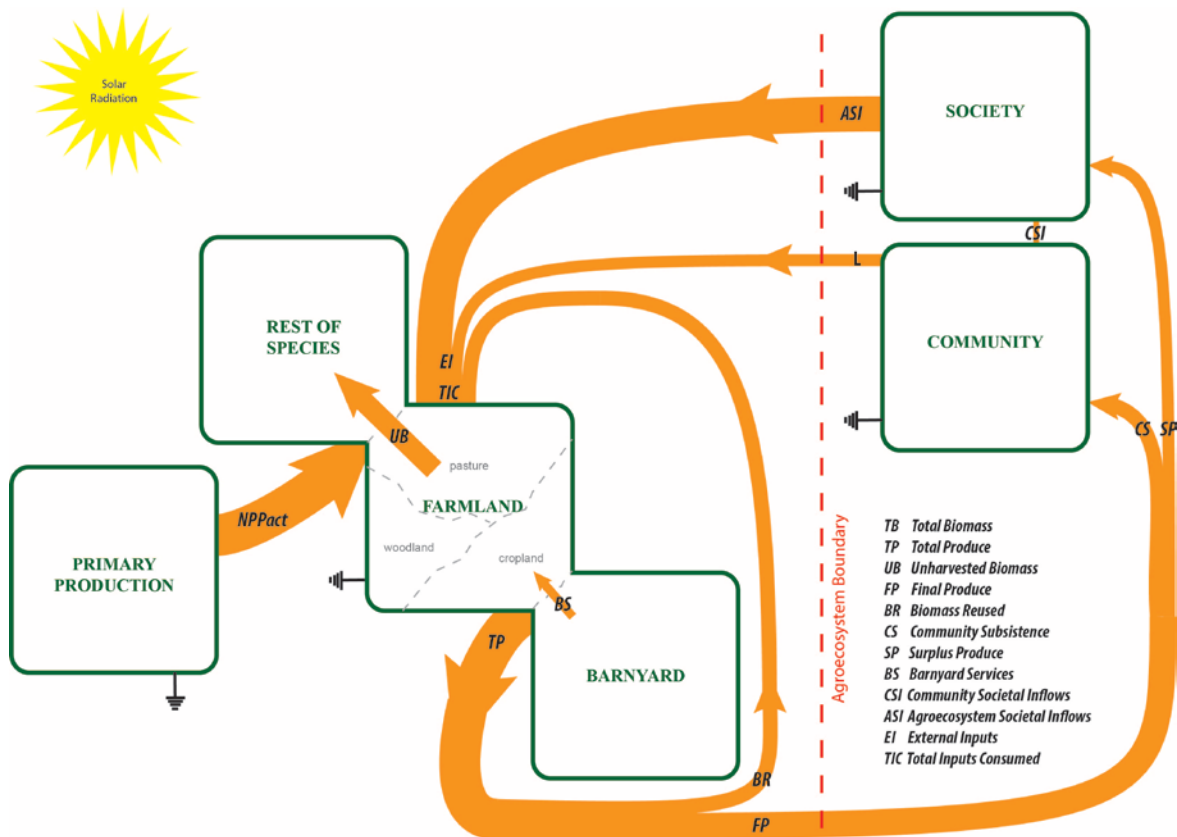 Solar
Radiation
SOCIETY
ASI
CSI
L
COMMUNITY
REST OF
SPECIES
EI
TIC
UB
pasture
CS
SP
FARMLAND
NPPact
woodland
cropland
PRIMARY
PRODUCTION
BS
TP
BARNYARD
BR
FP
Agroecosystem Boundary
TB Total Biomass
TP Total Produce
UB Unharvested Biomass
FP Final Produce
BR Biomass Reused
CS Community Subsistence
SP Surplus Produce
BS Barnyard Services
CSI Community Societal Inflows
ASI Agroecosystem Societal Inflows
EI External Inputs
TIC Total Inputs Consumed